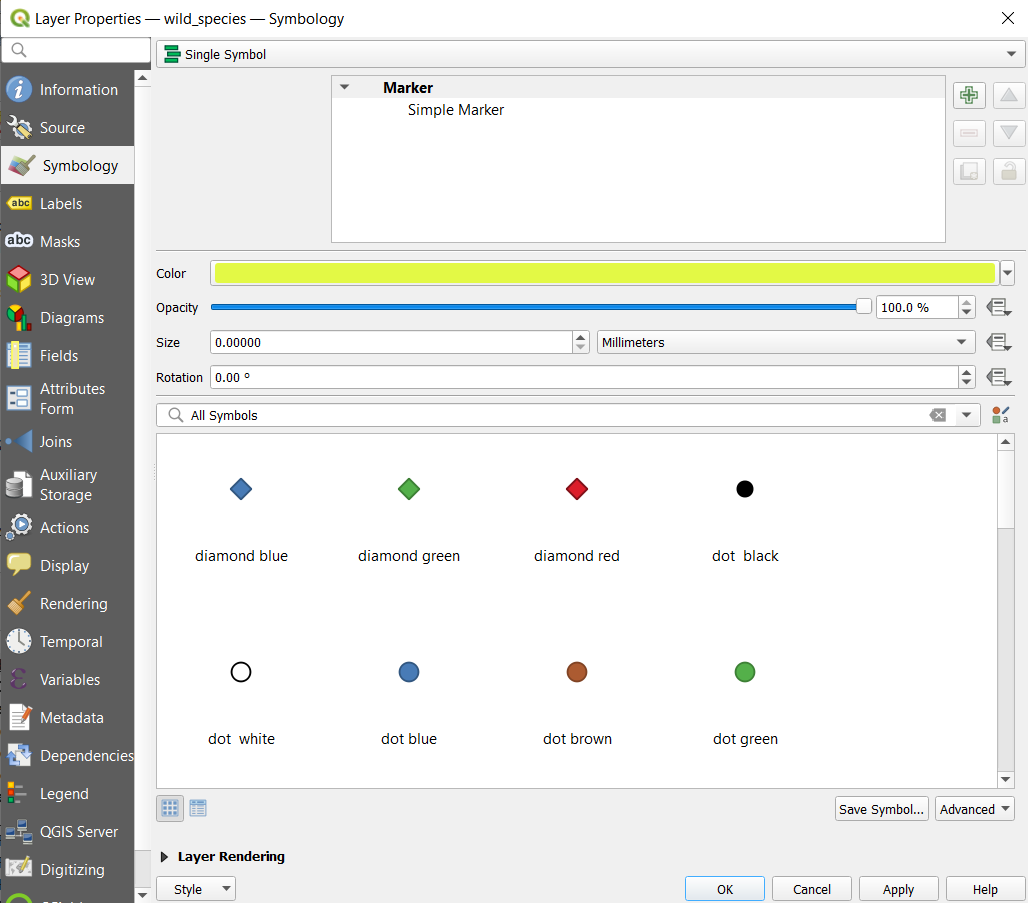 Layer Properties — wild_species — Symbology
Information
Source
Symbology
abc Labels
abc Masks
3D View
Diagrams
Fields
Attributes
Form
Joins
Auxiliary
Storage
Actions
Display
Rendering
Temporal
Variables
Metadata
Dependencies
Legend
QGIS Server
Digitizing
Single Symbol
Marker
Simple Marker
Color
Opacity
100.0 %
Size
0.00000
Millimeters
Rotation
0.00 °
All Symbols
diamond blue
diamond green
diamond red
dot  black
dot  white
dot blue
dot brown
dot green
Save Symbol...
Advanced
Layer Rendering
Style
OK
Cancel
Apply
Help